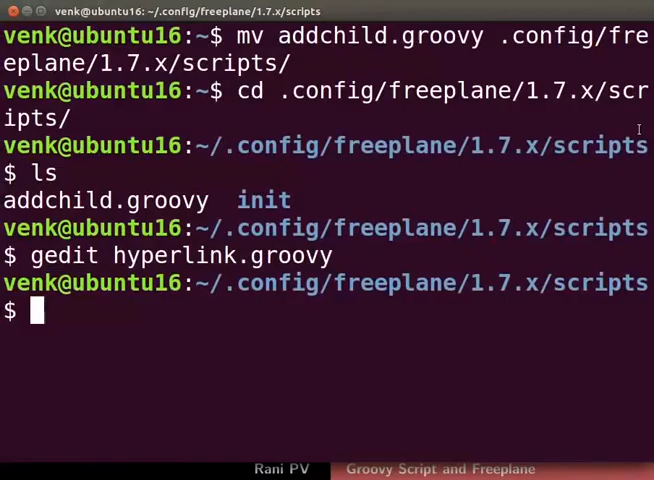 venk@ubuntu16: ~/.config/freeplane/1.7.x/scripts
venk@ubuntu16:~$ mv addchild.groovy .config/fre
eplane/1.7.x/scripts/
venk@ubuntu16:~$ cd .config/freeplane/1.7.x/scr
ipts/
venk@ubuntu16:~/.config/freeplane/1.7.x/scripts
$ ls
addchild.groovy  init
venk@ubuntu16:~/.config/freeplane/1.7.x/scripts
$ gedit hyperlink.groovy
venk@ubuntu16:~/.config/freeplane/1.7.x/scripts
$
Rani PV Groovy Script and Freeplane